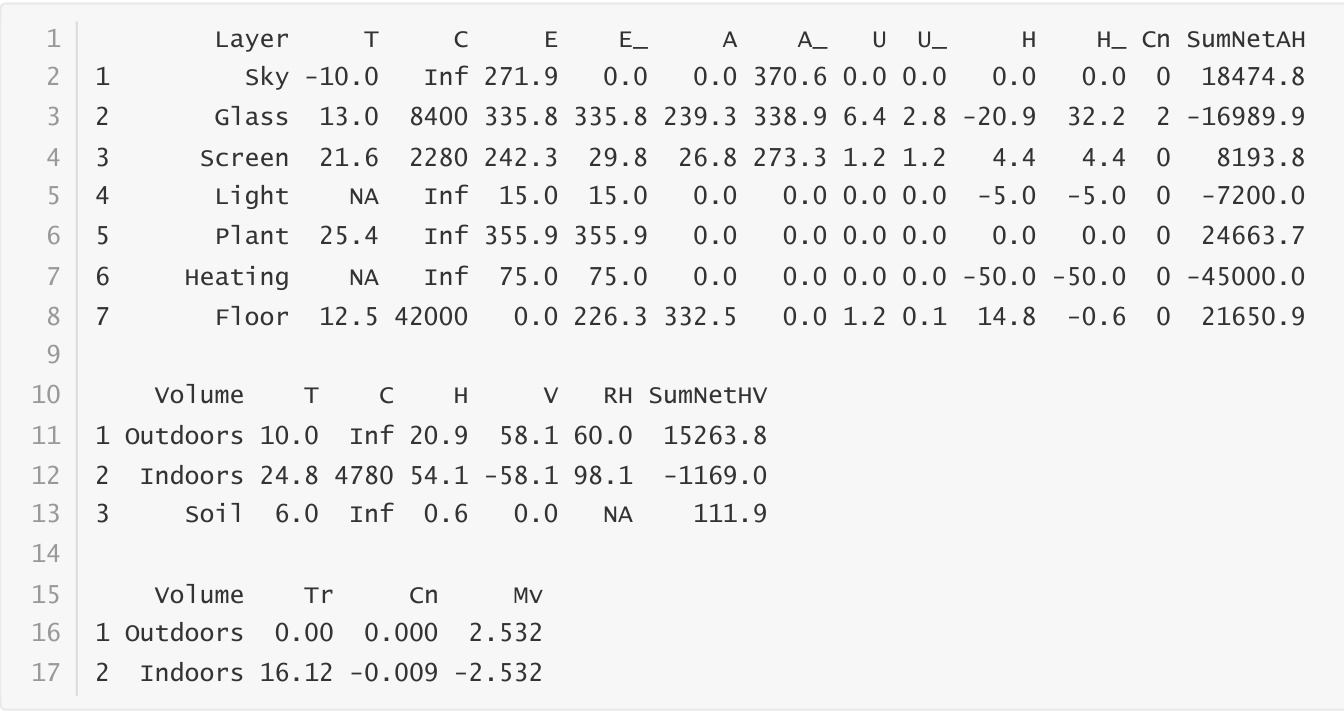 1 Layer T C E E_ A A_ U U_ H H_ Cn SumNetAH
2 1 Sky -10.0 Inf 271.9 0.0 0.0 370.6 0.0 0.0 0.0 0.0 0 18474.8
3 2 Glass 13.0 8400 335.8 335.8 239.3 338.9 6.4 2.8 -20.9 32.2 2 -16989.9
4 3 Screen 21.6 2280 242.3 29.8 26.8 273.3 1.2 1.2 4.4 4.4 0 8193.8
5 4 Light NA Inf 15.0 15.0 0.0 0.0 0.0 0.0 -5.0 -5.0 0 -7200.0
6 5 Plant 25.4 Inf 355.9 355.9 0.0 0.0 0.0 0.0 0.0 0.0 0 24663.7
7 6 Heating NA Inf 75.0 75.0 0.0 0.0 0.0 0.0 -50.0 -50.0 0 -45000.0
8 7 Floor 12.5 42000 0.0 226.3 332.5 0.0 1.2 0.1 14.8 -0.6 0 21650.9
9
10 Volume T C H V RH SumNetHV
11 1 Outdoors 10.0 Inf 20.9 58.1 60.0 15263.8
12 2 Indoors 24.8 4780 54.1 -58.1 98.1 -1169.0
13 3 Soil 6.0 Inf 0.6 0.0 NA 111.9
14
15 Volume Tr Cn Mv
16 1 Outdoors 0.00 0.000 2.532
17 2 Indoors 16.12 -0.009 -2.532